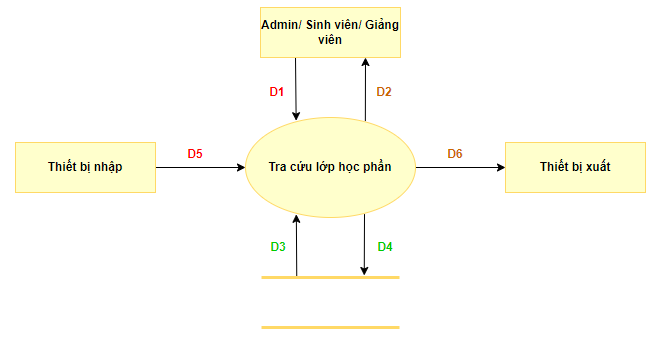 Admin/ Sinh viên/ Giảng
viên
D1
D2
Thiết bị nhập
D5
Tra cứu lớp học phần
D6
Thiết bị xuất
D3
D4